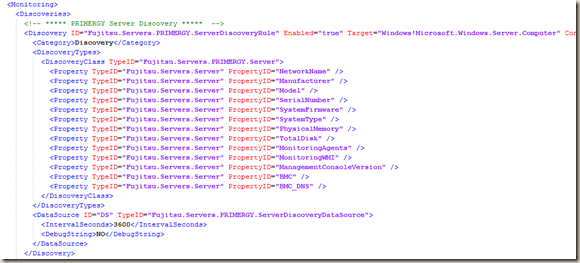 <Monitoring>
<Discoveries>
<!-- ***** PRIMERGY Server Discovery ***** -->
<Discovery ID="Fujitsu.Servers.PRIMERGY.ServerDiscoveryRule" Enabled="true" Target="Windows!Microsoft.Windows.Server.Computer" Con
<Category>Discovery</Category>
<DiscoveryTypes>
<DiscoveryClass TypeID="Fujitsu.Servers.PRIMERGY.Server">
<Property TypeID="Fujitsu.Servers.Server" PropertyID="NetworkName" />
<Property TypeID="Fujitsu.Servers.Server" PropertyID="Manufacturer" />
<Property TypeID="Fujitsu.Servers.Server" PropertyID="Model" />
<Property TypeID="Fujitsu.Servers.Server" PropertyID="SerialNumber" />
<Property TypeID="Fujitsu.Servers.Server" PropertyID="SystemFirmware" />
<Property TypeID="Fujitsu.Servers.Server" PropertyID="SystemType" />
<Property TypeID="Fujitsu.Servers.Server" PropertyID="PhysicalMemory" />
<Property TypeID="Fujitsu.Servers.Server" PropertyID="TotalDisk" />
<Property TypeID="Fujitsu.Servers.Server" PropertyID="MonitoringAgents" />
<Property TypeID="Fujitsu.Servers.Server" PropertyID="MonitoringWMI" />
<Property TypeID="Fujitsu.Servers.Server" PropertyID="ManagementConsoleVersion" />
<Property TypeID="Fujitsu.Servers.Server" PropertyID="BMC" />
<Property TypeID="Fujitsu.Servers.Server" PropertyID="BMC_DNS" />
</DiscoveryClass>
</DiscoveryTypes>
<DataSource ID="DS" TypeID="Fujitsu.Servers.PRIMERGY.ServerDiscoveryDataSource">
<IntervalSeconds>3600</IntervalSeconds>
<DebugString>NO</DebugString>
</DataSource>
</Discovery>